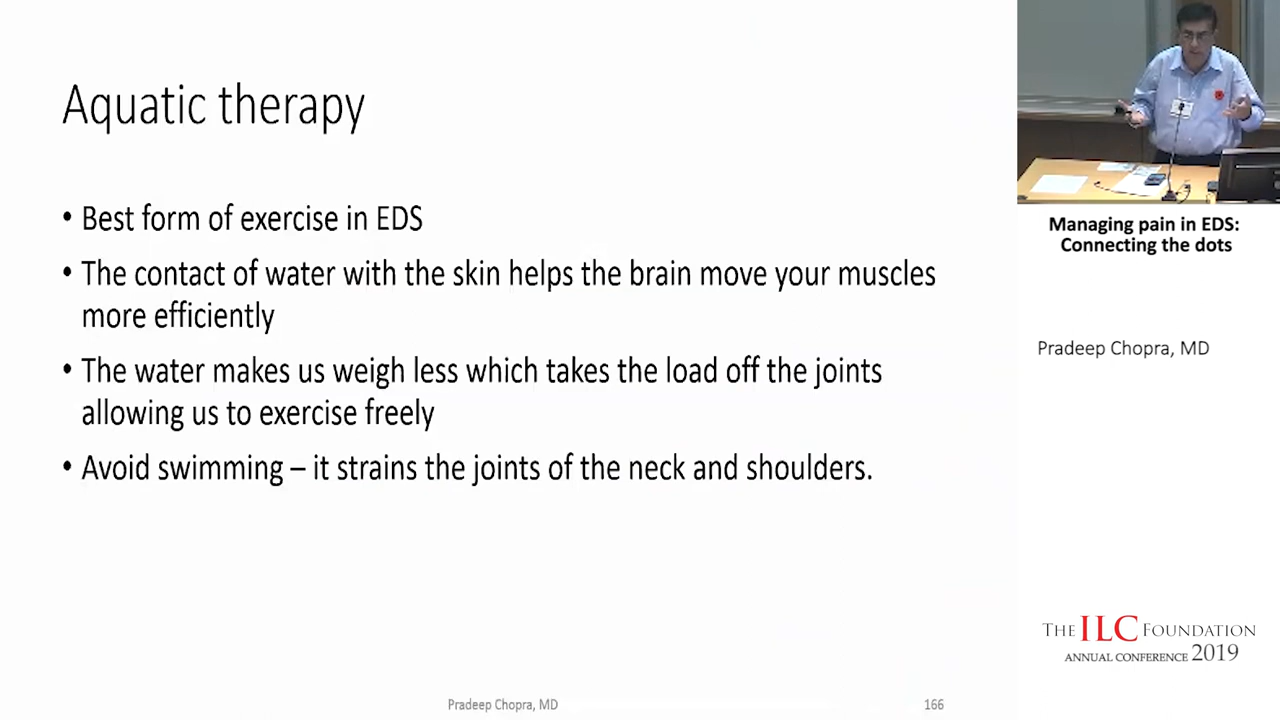 Aquatic therapy
• Best form of exercise in EDS
• The contact of water with the skin helps the brain move your muscles
more efficiently
• The water makes us weigh less which takes the load off the joints
allowing us to exercise freely
• Avoid swimming – it strains the joints of the neck and shoulders.
Pradeep Chopra, MD
166
Managing pain in EDS:
Connecting the dots
Pradeep Chopra, MD
THE ILC FOUNDATION
ANNUAL CONFERENCE 2019